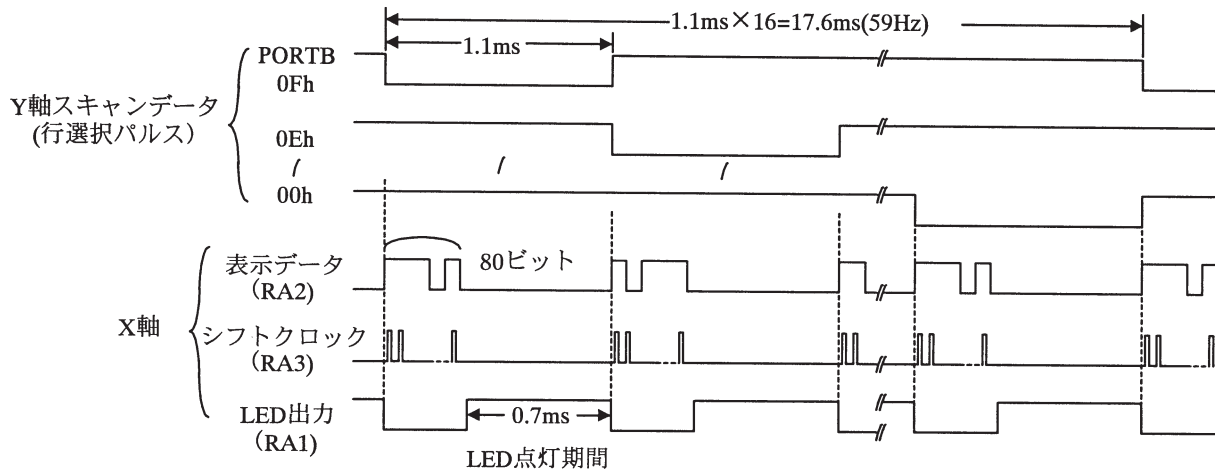 1.1ms×16=17.6ms(59Hz)
1.1ms
PORTB
0Fh
Y軸スキャンデータ
(行選択パルス)
0Eh
00h
表示データ
(RA2)
80ビット
X軸
シフトクロック
(RA3)
LED出力
(RA1)
0.7ms
LED点灯期間